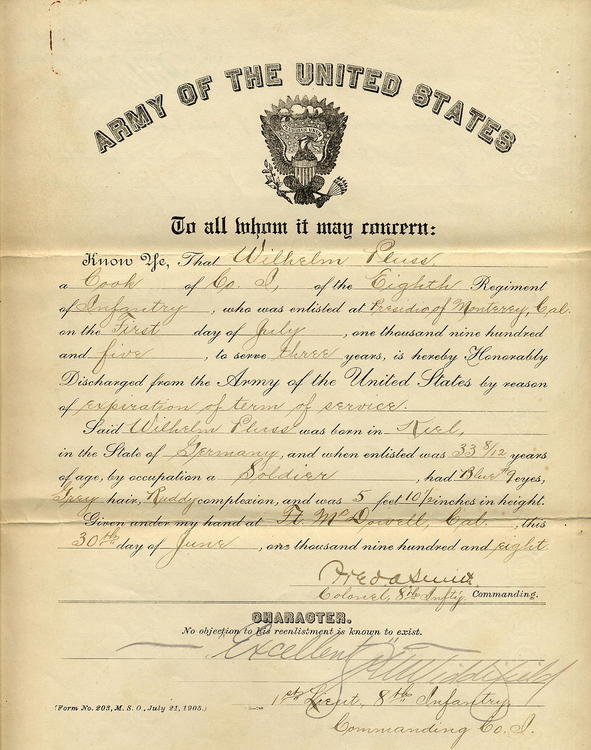 ARMY OF THE UNITED STATES
To all whom it may concern:
Know Ye, That Wilhelm Pluss
a Cook of Co. I, of the Eighth Regiment
of Infantry, who was enlisted at Presidio of Monterey, Cal.
on the First day of July, one thousand nine hundred
and five, to serve three years, is hereby Honorably
Discharged from the Army of the United States by reason
of expiration of term of service.
Said Wilhelm Pluss was born in Kiel,
in the State of Germany, and when enlisted was 33 8/12 years
of age, by occupation a Soldier, had Blue eyes,
Grey hair, Ruddy complexion, and was 5 feet 10 1/2 inches in height.
Given under my hand at Ft. McDowell, Cal. this
30th day of June, one thousand nine hundred and eight
Colonel, 8th Inftry. Commanding.
CHARACTER.
No objection to his reenlistment is known to exist.
Excellent
1st Lieut, 8th Infantry
(Form No. 203, M. S. O., July 21, 1905.)
Commanding Co. I.